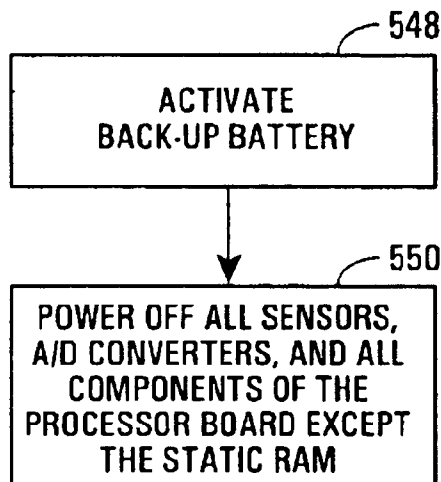 548
ACTIVATE
BACK-UP BATTERY
550
POWER OFF ALL SENSORS,
A/D CONVERTERS, AND ALL
COMPONENTS OF THE
PROCESSOR BOARD EXCEPT
THE STATIC RAM